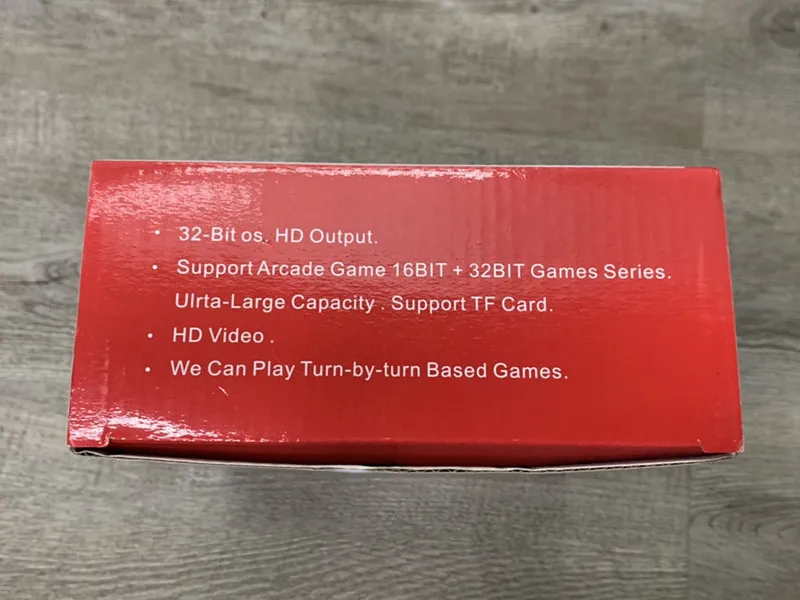 · 32-Bit os. HD Output.
· Support Arcade Game 16BIT + 32BIT Games Series.
Ulrta-Large Capacity . Support TF Card.
· HD Video .
· We Can Play Turn-by-turn Based Games.